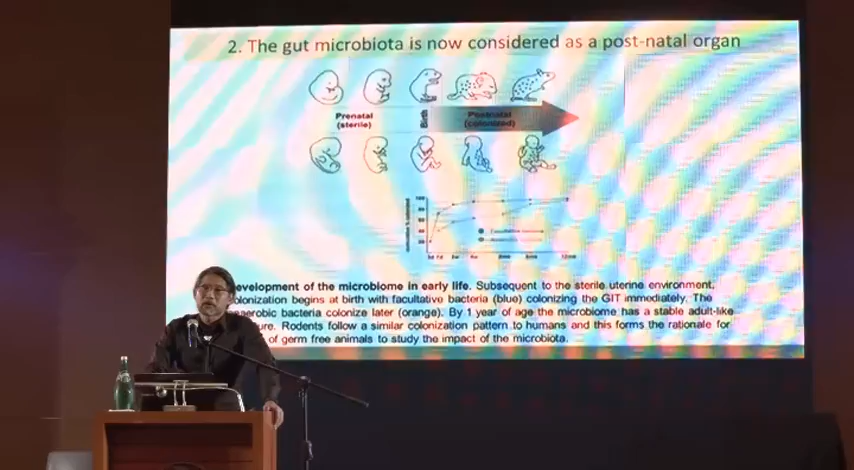 2. The gut microbiota is now considered as a post-natal organ
Prenatal
(sterile)
Birth
Postnatal
(colonized)
evelopment of the microbiome in early life. Subsequent to the sterile uterine environment,
olonization begins at birth with facultative bacteria (blue) colonizing the GIT immediately. The
aerobic bacteria colonize later (orange). By 1 year of age the microbiome has a stable adult-like
ure. Rodents follow a similar colonization pattern to humans and this forms the rationale for
of germ free animals to study the impact of the microbiota.